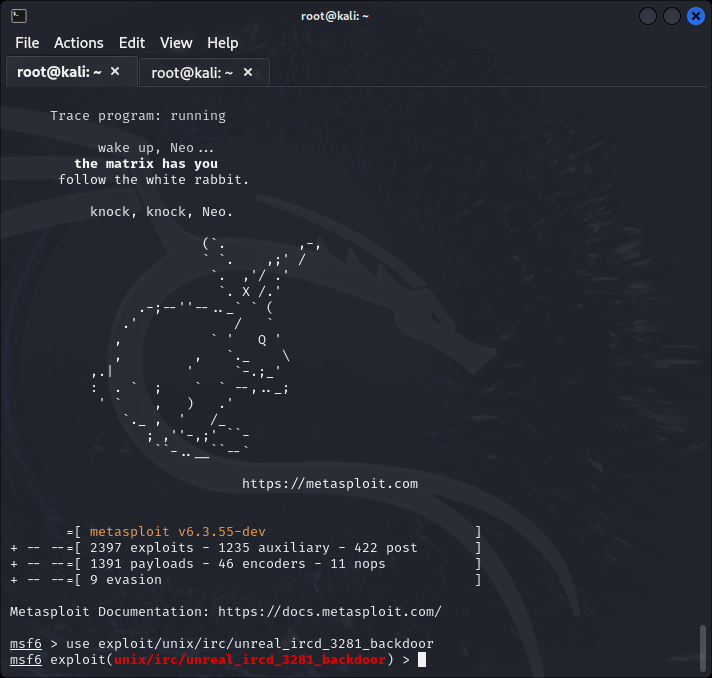 root@kali: ~
File Actions Edit View Help
root@kali: ~ × root@kali: ~ ×
Trace program: running
wake up, Neo...
the matrix has you
follow the white rabbit.
knock, knock, Neo.
https://metasploit.com
=[ metasploit v6.3.55-dev ]
+ -- --=[ 2397 exploits - 1235 auxiliary - 422 post ]
+ -- --=[ 1391 payloads - 46 encoders - 11 nops ]
+ -- --=[ 9 evasion ]
Metasploit Documentation: https://docs.metasploit.com/
msf6 > use exploit/unix/irc/unreal_ircd_3281_backdoor
msf6 exploit(unix/irc/unreal_ircd_3281_backdoor) >